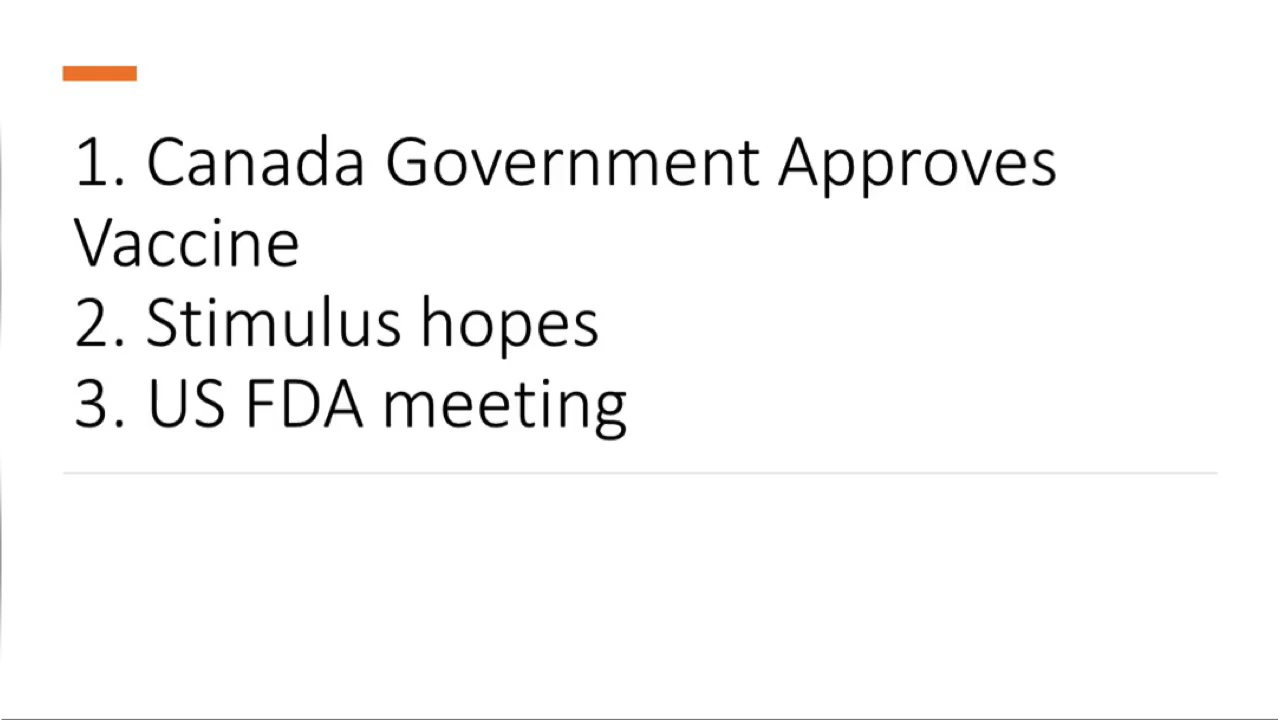 1. Canada Government Approves
Vaccine
2. Stimulus hopes
3. US FDA meeting